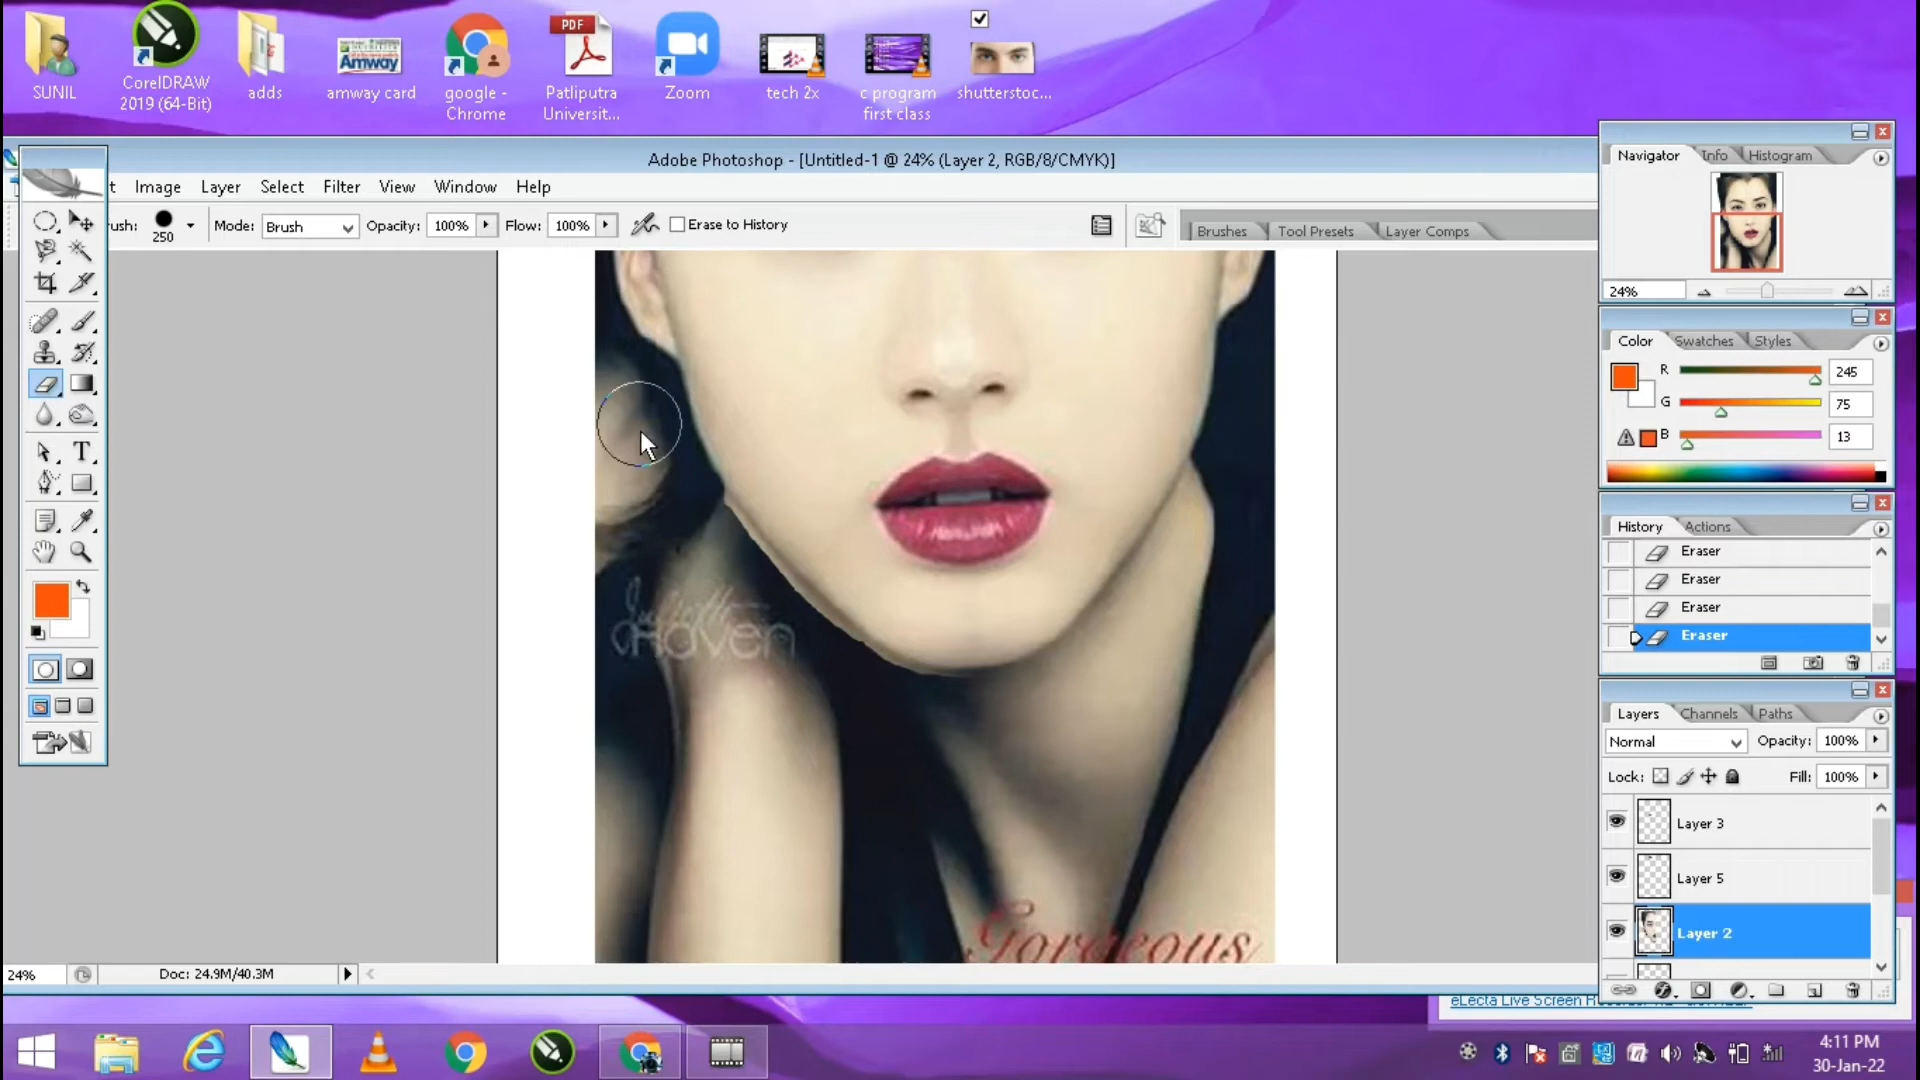 SUNIL
CorelDRAW
2019 (64-Bit)
adds
amway card
google -
Chrome
PDF
Patliputra
Universit...
Zoom
tech 2x
c program
first class
shutterstoc...
Amway
Adobe Photoshop - [Untitled-1 @ 24% (Layer 2, RGB/8/CMYK)]
t Image Layer Select Filter View Window Help
ush: 250 Mode: Brush Opacity: 100% Flow: 100% Erase to History
Brushes Tool Presets Layer Comps
Navigator Info Histogram
24%
Color Swatches Styles
R 245
G 75
B 13
History Actions
Eraser
Eraser
Eraser
Eraser
Layers Channels Paths
Normal Opacity: 100%
Lock: Fill: 100%
Layer 3
Layer 5
Layer 2
Haven
Gorgeous
24% Doc: 24.9M/40.3M
4:11 PM
30-Jan-22